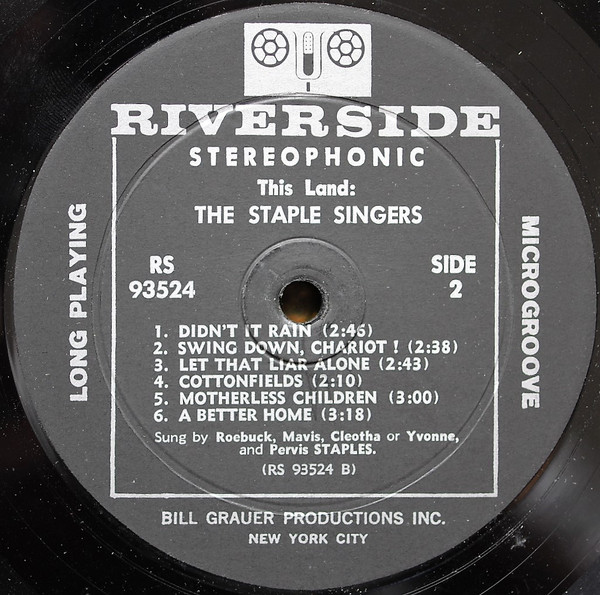 RIVERSIDE
STEREOPHONIC
This Land:
THE STAPLE SINGERS
LONG PLAYING
RS
93524
SIDE
2
MICROGROOVE
1. DIDN'T IT RAIN (2:46)
2. SWING DOWN, CHARIOT ! (2:38)
3. LET THAT LIAR ALONE (2:43)
4. COTTONFIELDS (2:10)
5. MOTHERLESS CHILDREN (3:00)
6. A BETTER HOME (3:18)
Sung by Roebuck, Mavis, Cleotha or Yvonne,
and Pervis STAPLES.
(RS 93524 B)
BILL GRAUER PRODUCTIONS INC.
NEW YORK CITY